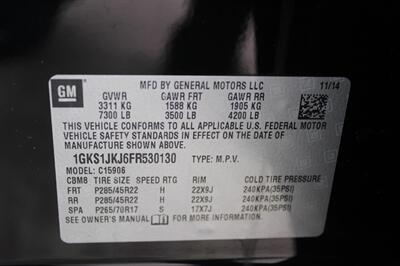 MFD BY GENERAL MOTORS LLC
11/14
GM
GVWR GAWR FRT GAWR RR
3311 KG 1588 KG 1905 KG
7300 LB 3500 LB 4200 LB
THIS VEHICLE CONFORMS TO ALL APPLICABLE U.S. FEDERAL MOTOR
VEHICLE SAFETY STANDARDS IN EFFECT ON THE DATE OF
MANUFACTURE SHOWN ABOVE.
1GKS1JKJ6FR530130 TYPE: M.P.V.
MODEL: C15906
CBM8 TIRE SIZE SPEED RTG RIM COLD TIRE PRESSURE
FRT P285/45R22 H 22X9J 240KPA(35PSI)
RR P285/45R22 H 22X9J 240KPA(35PSI)
SPA P265/70R17 S 17X7J 240KPA(35PSI)
SEE OWNER'S MANUAL FOR MORE INFORMATION.